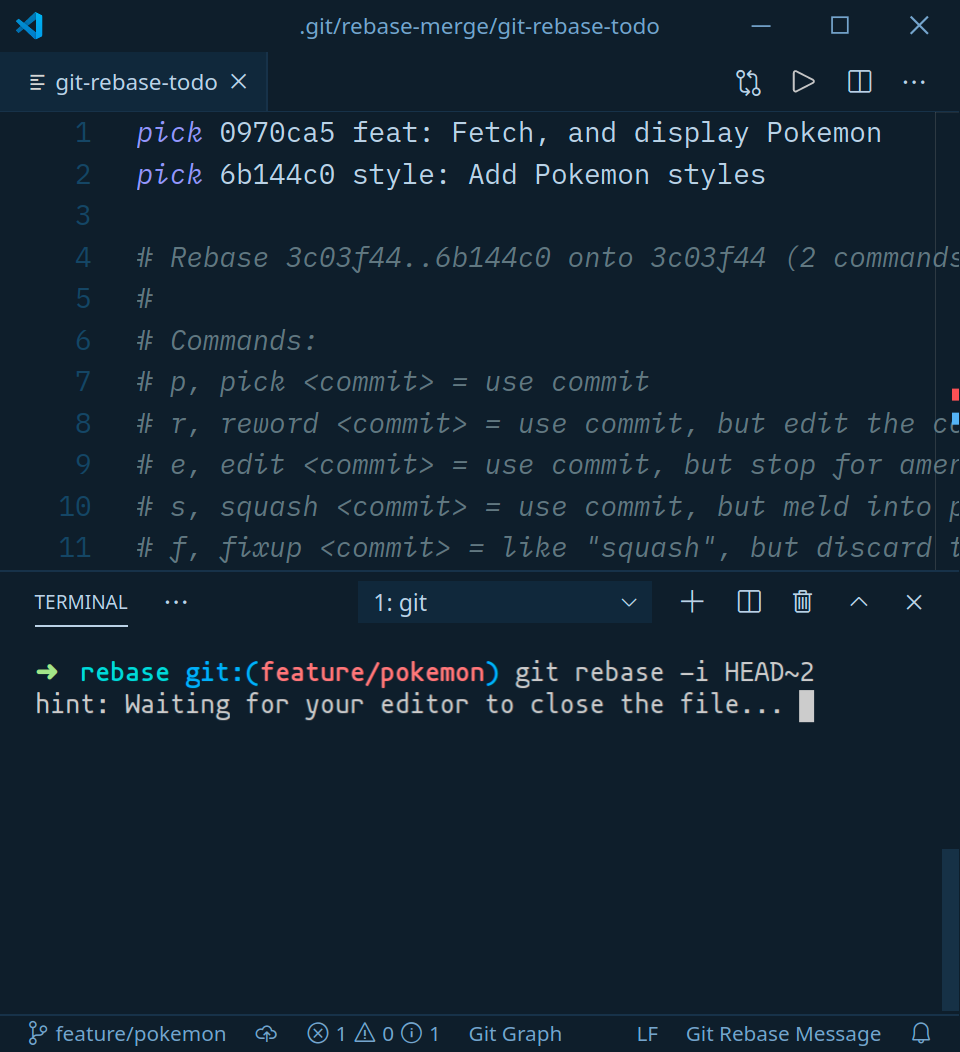 .git/rebase-merge/git-rebase-todo
git-rebase-todo
1 pick 0970ca5 feat: Fetch, and display Pokemon
2 pick 6b144c0 style: Add Pokemon styles
3
4 # Rebase 3c03f44..6b144c0 onto 3c03f44 (2 commands
5 #
6 # Commands:
7 # p, pick <commit> = use commit
8 # r, reword <commit> = use commit, but edit the co
9 # e, edit <commit> = use commit, but stop for amen
10 # s, squash <commit> = use commit, but meld into p
11 # f, fixup <commit> = like "squash", but discard t
TERMINAL ··· 1: git
➜ rebase git:(feature/pokemon) git rebase -i HEAD~2
hint: Waiting for your editor to close the file...
feature/pokemon 1 0 1 Git Graph LF Git Rebase Message